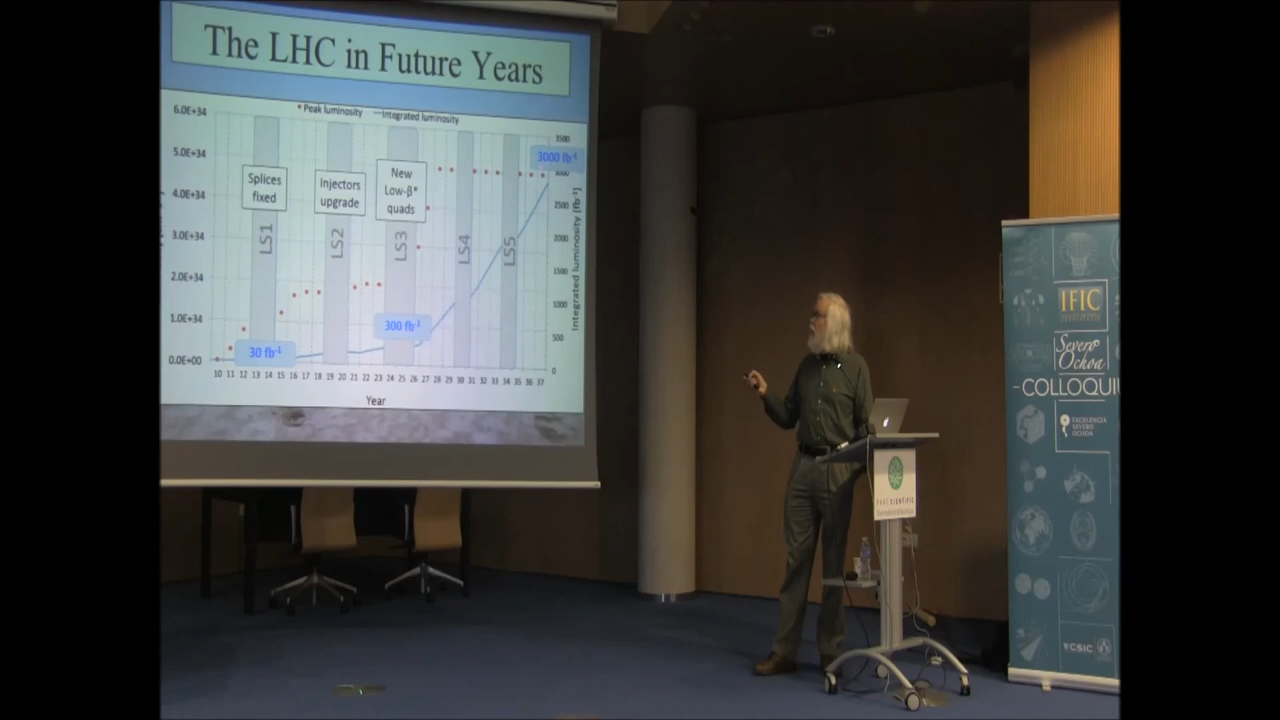 The LHC in Future Years
Peak luminosity
Integrated luminosity
6.0E+34
5.0E+34
4.0E+34
3.0E+34
2.0E+34
1.0E+34
0.0E+00
3500
3000
2500
2000
1500
1000
500
0
Integrated luminosity [fb⁻¹]
Splices
fixed
Injectors
upgrade
New
Low-β*
quads
LS1
LS2
LS3
LS4
LS5
30 fb⁻¹
300 fb⁻¹
3000 fb⁻¹
10 11 12 13 14 15 16 17 18 19 20 21 22 23 24 25 26 27 28 29 30 31 32 33 34 35 36 37
Year
PARC CIENTÍFIC
IFIC
Severo
Ochoa
-COLLOQUIU
EXCELENCIA
SEVERO
OCHOA
CSIC